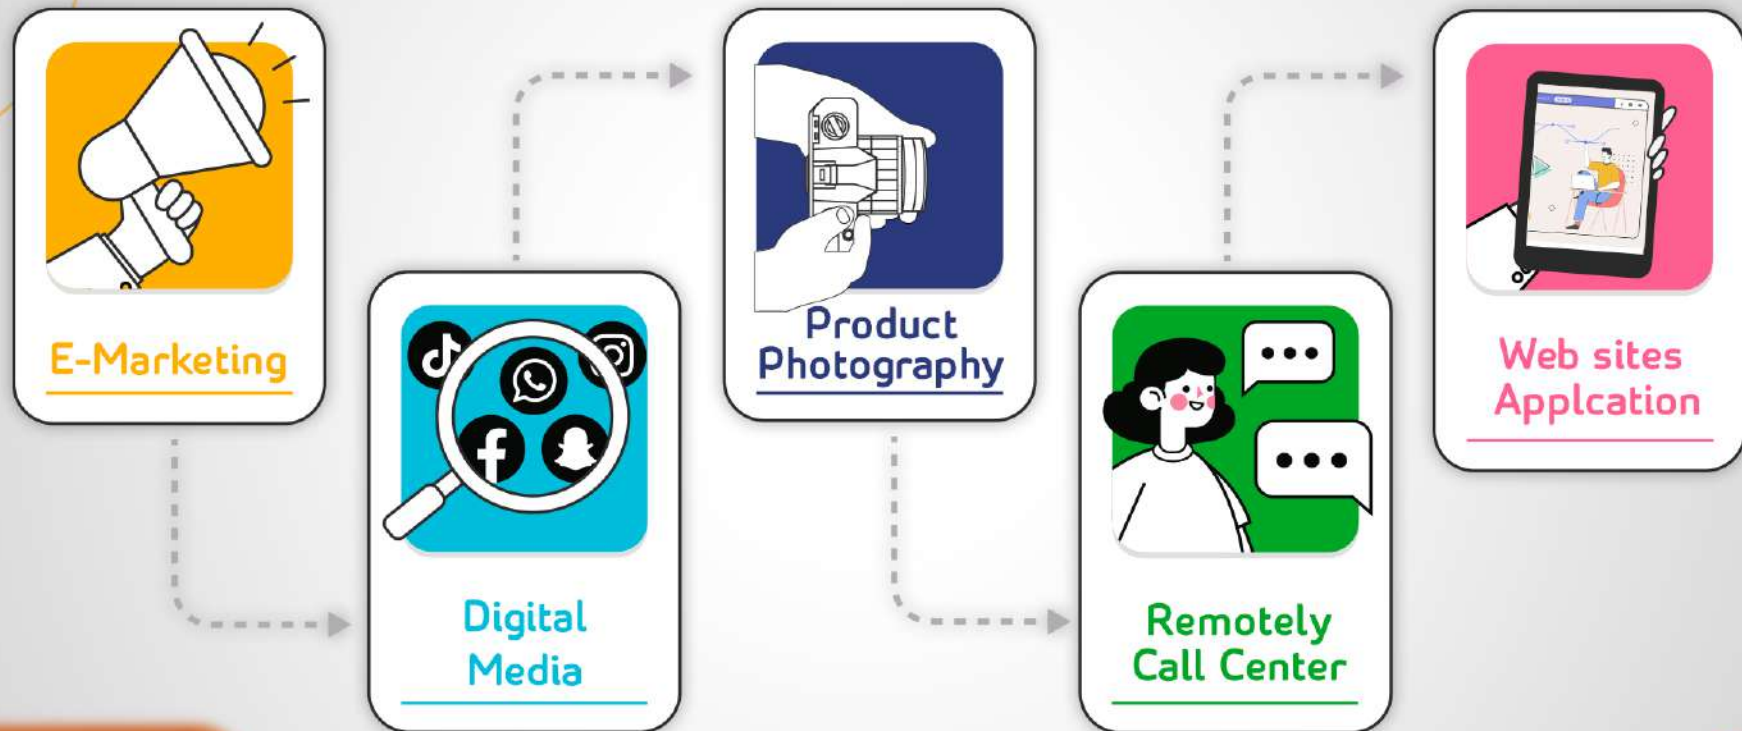 E-Marketing
Digital
Media
Product
Photography
Remotely
Call Center
Web sites
Applcation